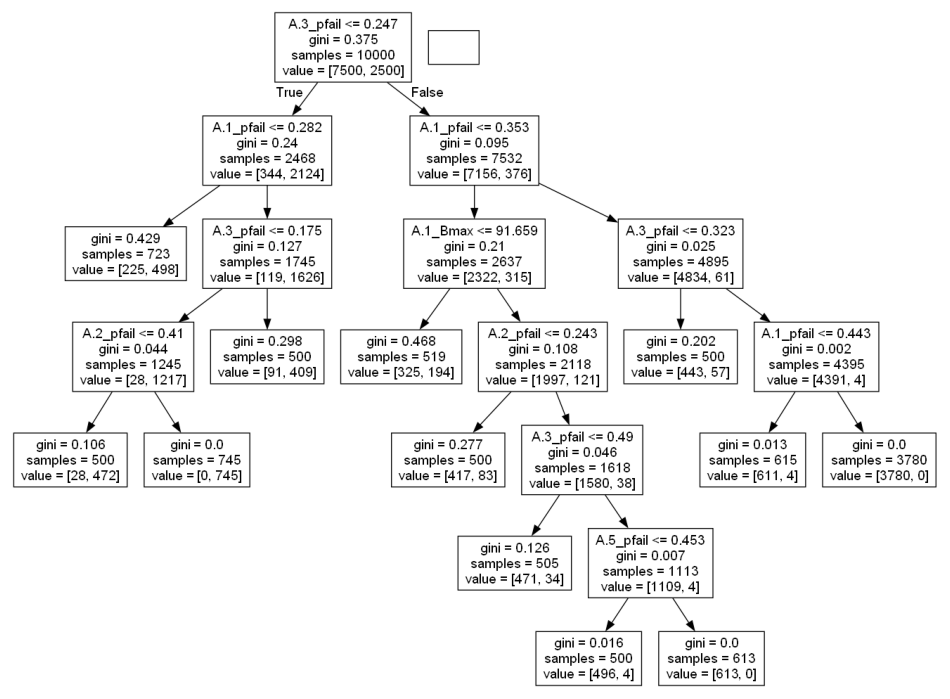 A.3_pfail <= 0.247
gini = 0.375
samples = 10000
value = [7500, 2500]
True
False
A.1_pfail <= 0.282
gini = 0.24
samples = 2468
value = [344, 2124]
A.1_pfail <= 0.353
gini = 0.095
samples = 7532
value = [7156, 376]
gini = 0.429
samples = 723
value = [225, 498]
A.3_pfail <= 0.175
gini = 0.127
samples = 1745
value = [119, 1626]
A.1_Bmax <= 91.659
gini = 0.21
samples = 2637
value = [2322, 315]
A.3_pfail <= 0.323
gini = 0.025
samples = 4895
value = [4834, 61]
A.2_pfail <= 0.41
gini = 0.044
samples = 1245
value = [28, 1217]
gini = 0.298
samples = 500
value = [91, 409]
gini = 0.468
samples = 519
value = [325, 194]
A.2_pfail <= 0.243
gini = 0.108
samples = 2118
value = [1997, 121]
gini = 0.202
samples = 500
value = [443, 57]
A.1_pfail <= 0.443
gini = 0.002
samples = 4395
value = [4391, 4]
gini = 0.106
samples = 500
value = [28, 472]
gini = 0.0
samples = 745
value = [0, 745]
gini = 0.277
samples = 500
value = [417, 83]
A.3_pfail <= 0.49
gini = 0.046
samples = 1618
value = [1580, 38]
gini = 0.013
samples = 615
value = [611, 4]
gini = 0.0
samples = 3780
value = [3780, 0]
gini = 0.126
samples = 505
value = [471, 34]
A.5_pfail <= 0.453
gini = 0.007
samples = 1113
value = [1109, 4]
gini = 0.016
samples = 500
value = [496, 4]
gini = 0.0
samples = 613
value = [613, 0]